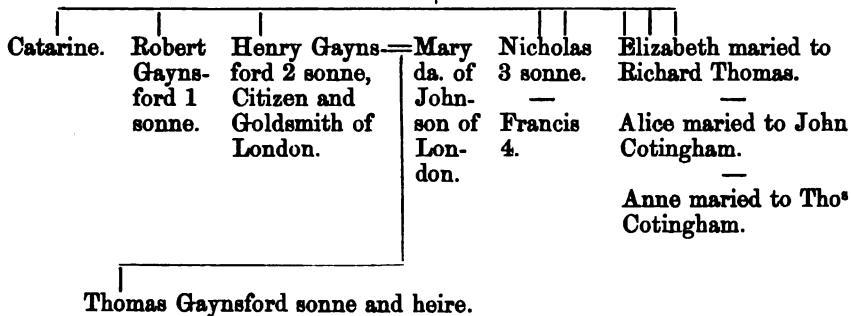 Catarine.
Robert
Gayns-
ford 1
sonne.
Henry Gayns-
ford 2 sonne,
Citizen and
Goldsmith of
London.
Mary
da. of
John-
son of
Lon-
don.
Nicholas
3 sonne.
Francis
4.
Elizabeth maried to
Richard Thomas.
Alice maried to John
Cotingham.
Anne maried to Thoˢ
Cotingham.
Thomas Gaynsford sonne and heire.